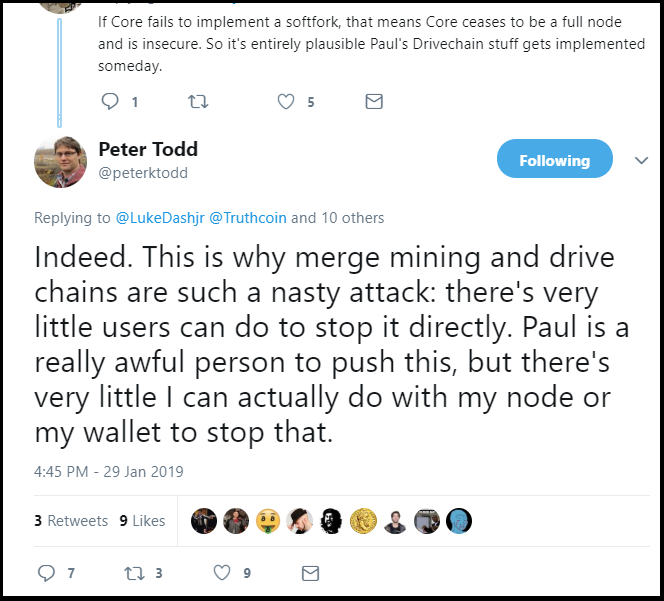 If Core fails to implement a softfork, that means Core ceases to be a full node
and is insecure. So it's entirely plausible Paul's Drivechain stuff gets implemented
someday.
1 5
Peter Todd
@peterktodd
Following
Replying to @LukeDashjr @Truthcoin and 10 others
Indeed. This is why merge mining and drive
chains are such a nasty attack: there's very
little users can do to stop it directly. Paul is a
really awful person to push this, but there's
very little I can actually do with my node or
my wallet to stop that.
4:45 PM - 29 Jan 2019
3 Retweets 9 Likes
7 3 9